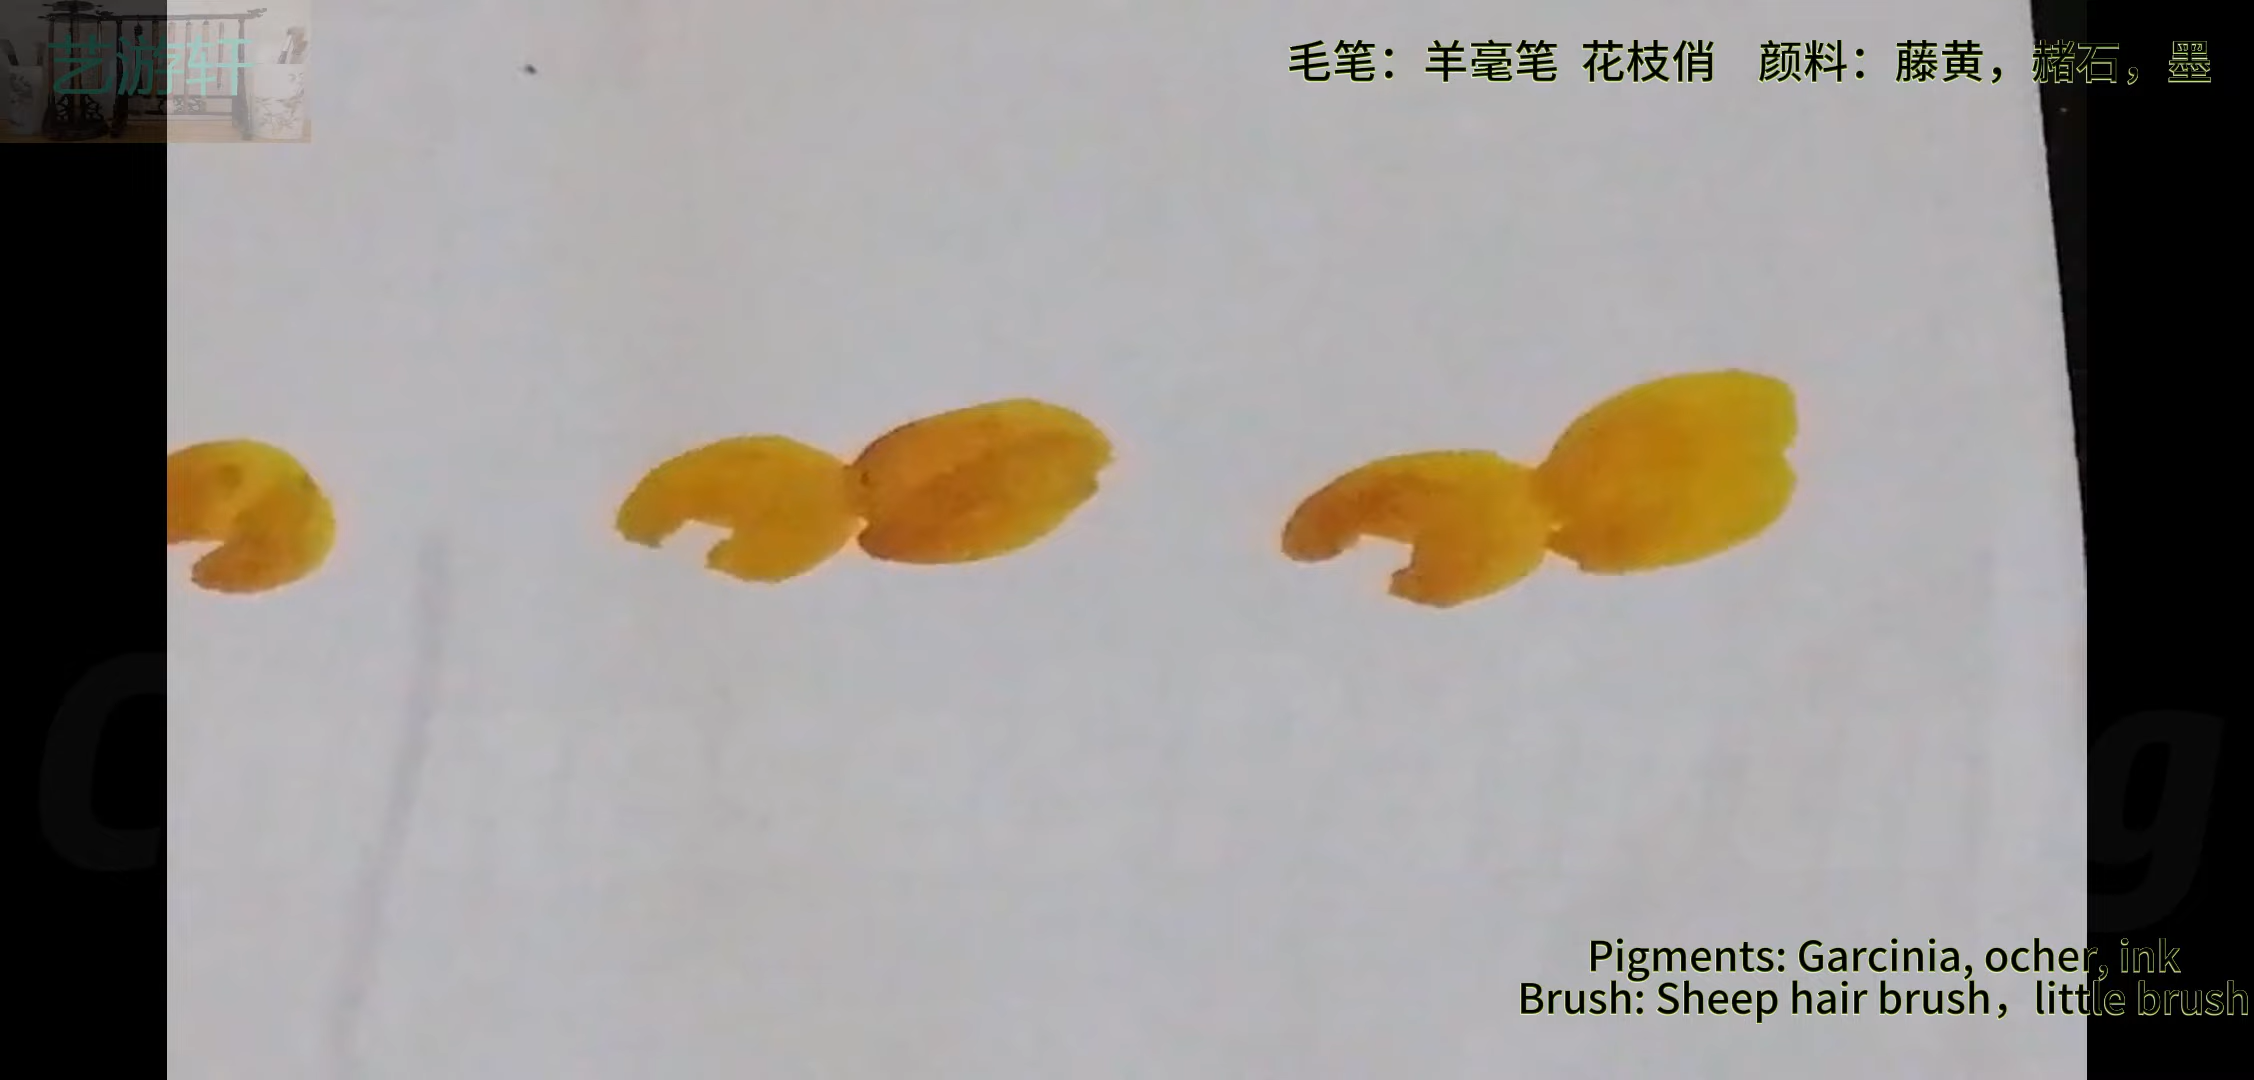 艺游轩
毛笔：羊毫笔 花枝俏 颜料：藤黄，赭石，墨
Pigments: Garcinia, ocher, ink
Brush: Sheep hair brush，little brush